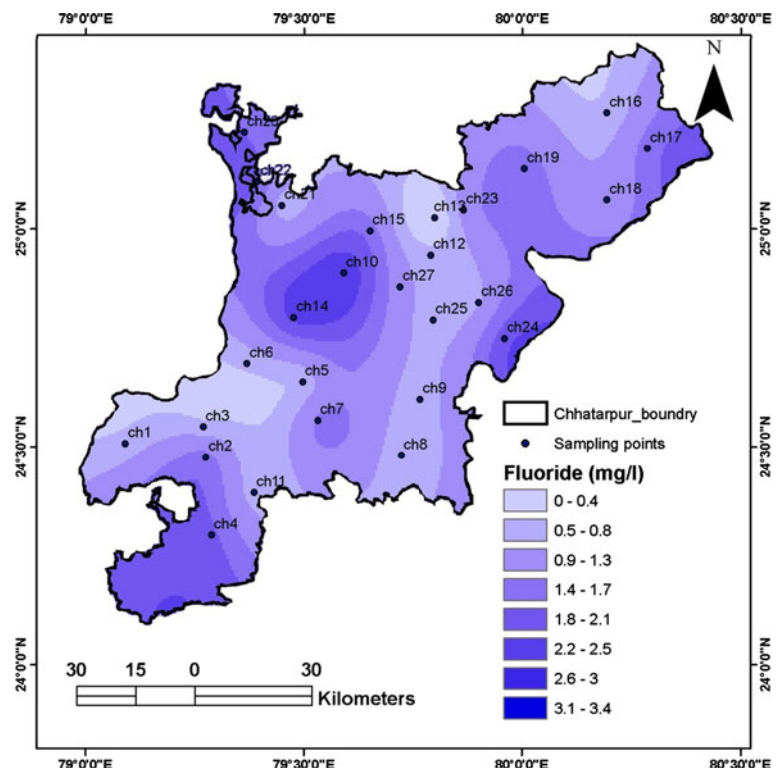 79°0'0"E 79°30'0"E 80°0'0"E 80°30'0"E
N
ch16
ch20
ch17
ch19
ch22
ch18
ch21
ch13 ch23
ch15
25°0'0"N 25°0'0"N
ch12
ch10
ch27
ch26
ch14 ch25
ch24
ch6
ch5
ch9
Chhatarpur_boundry
ch3 ch7
ch1 Sampling points
24°30'0"N 24°30'0"N
ch2 ch8
Fluoride (mg/l)
ch11
0 - 0.4
ch4
0.5 - 0.8
0.9 - 1.3
1.4 - 1.7
1.8 - 2.1
2.2 - 2.5
24°0'0"N 24°0'0"N
30 15 0 30
2.6 - 3
Kilometers
3.1 - 3.4
79°0'0"E 79°30'0"E 80°0'0"E 80°30'0"E